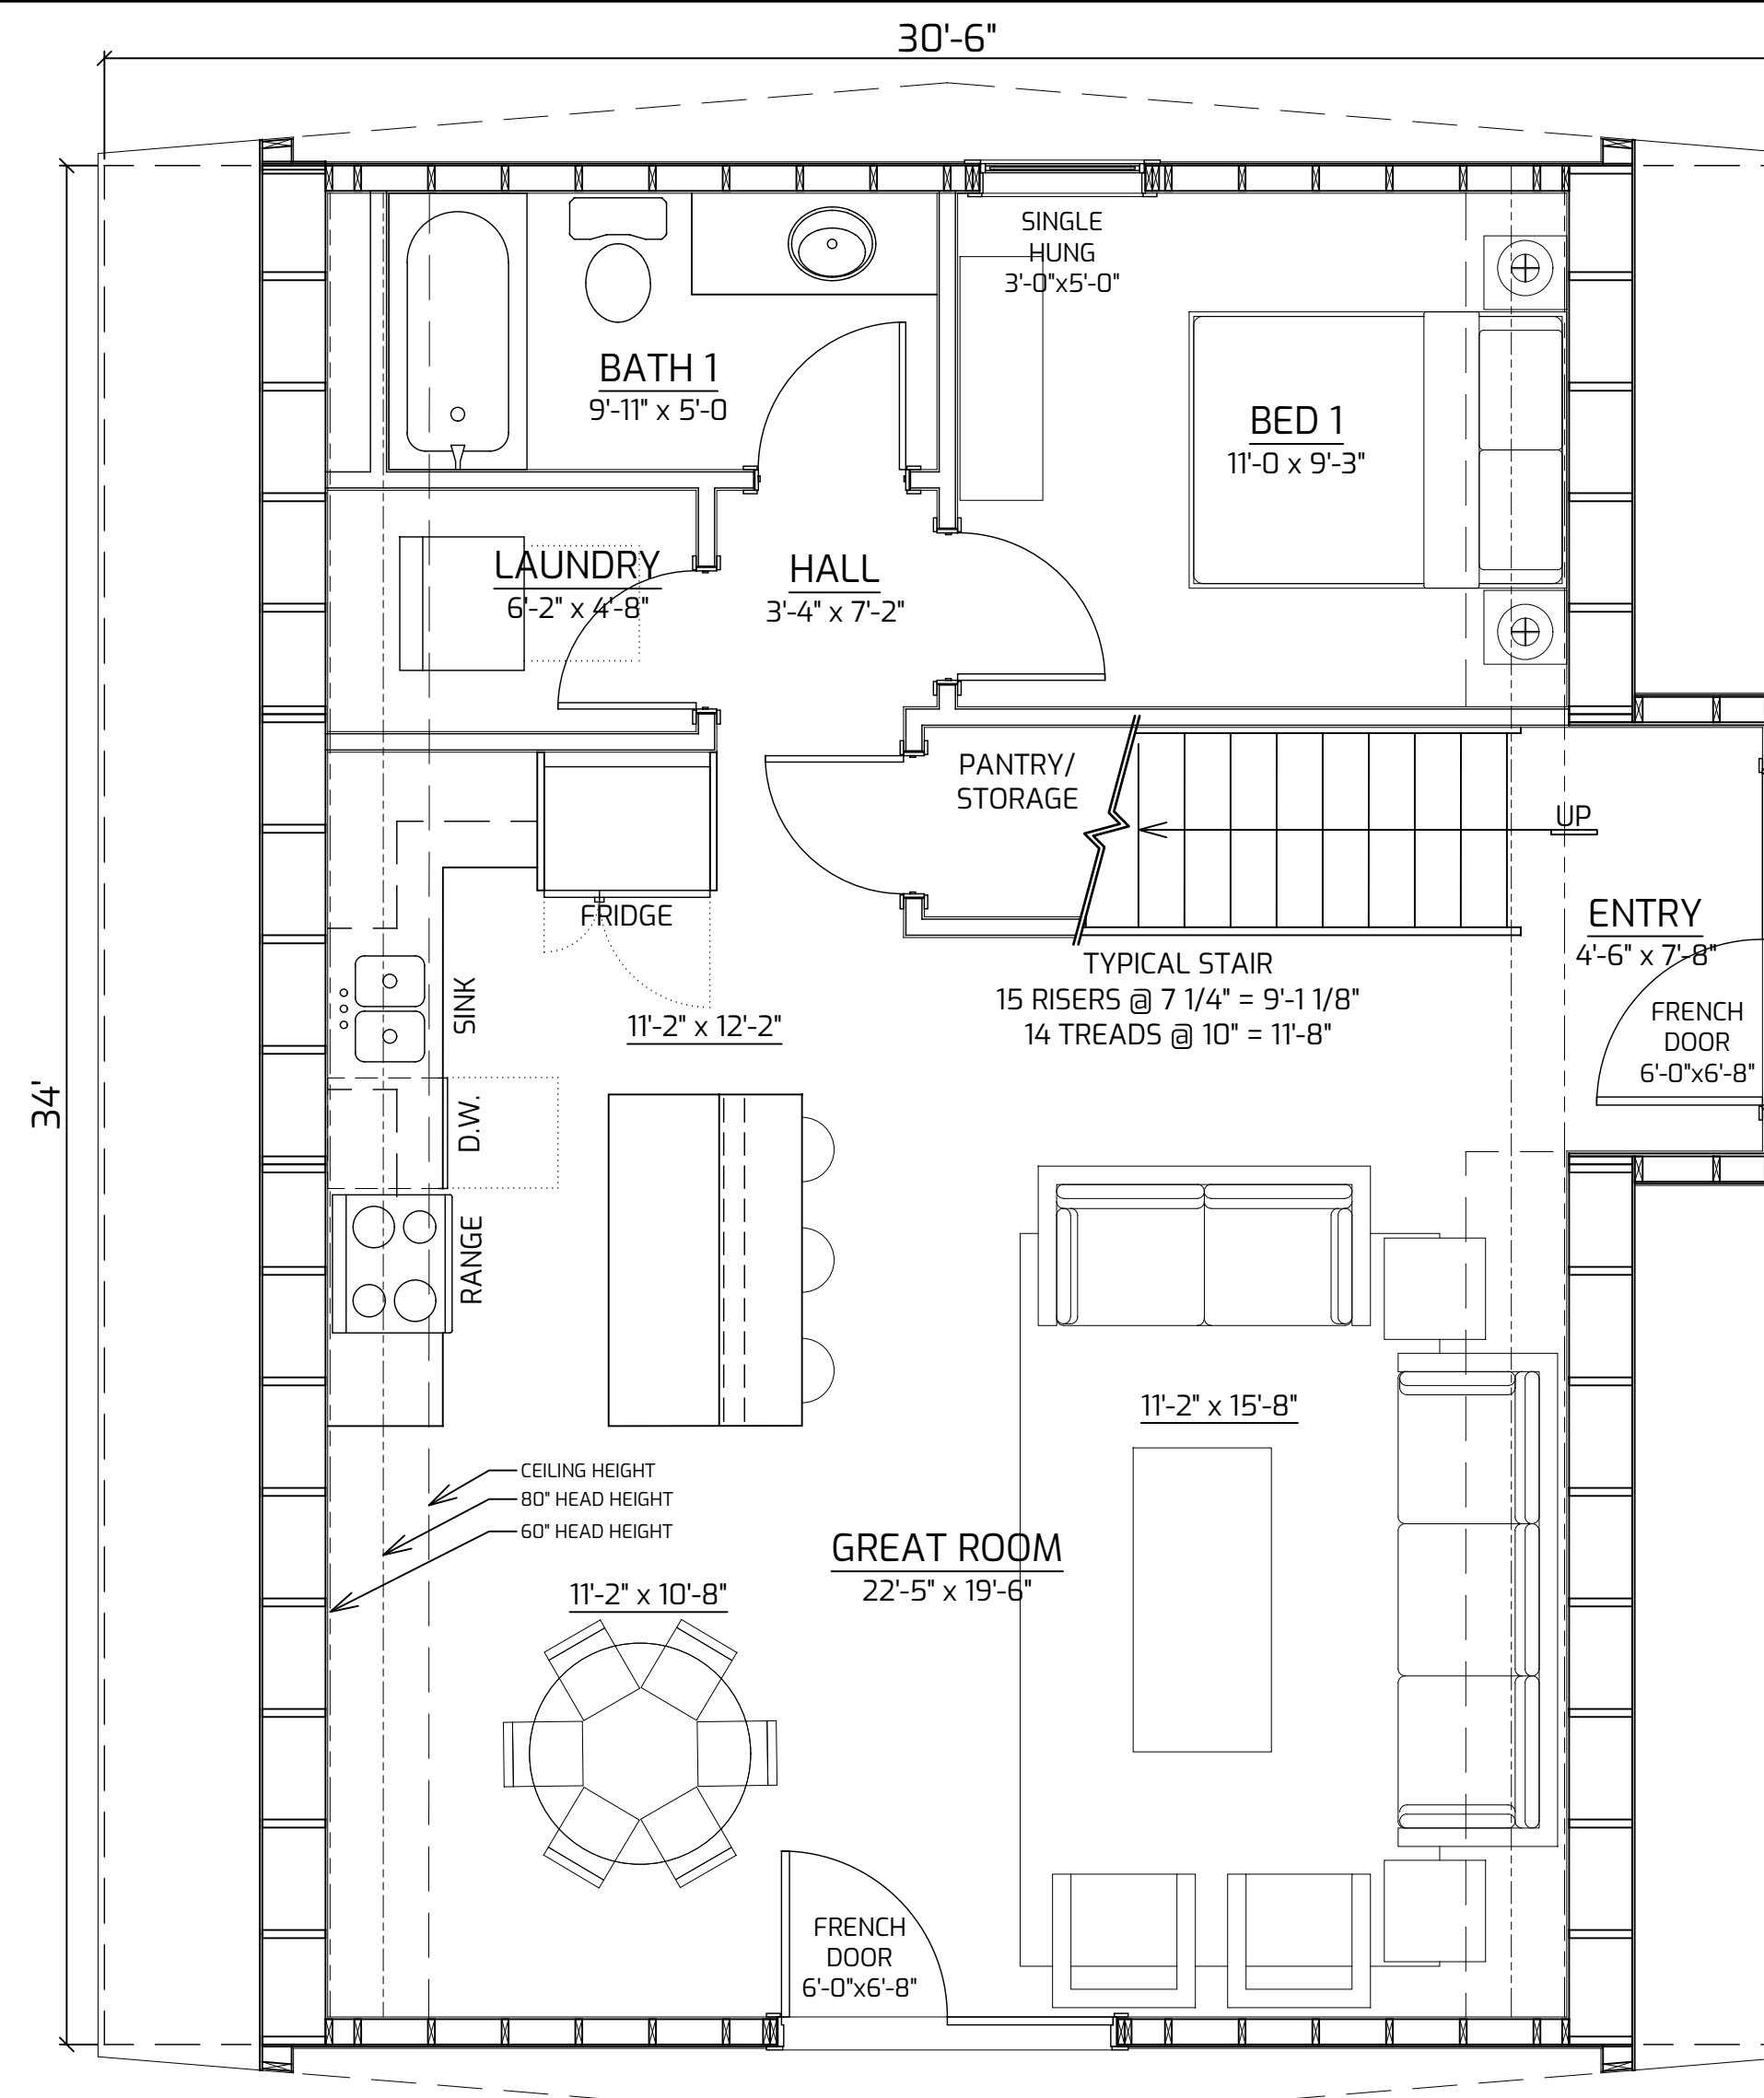 30'-6"
34'
SINGLE
HUNG
3'-0"x5'-0"
BATH 1
9'-11" x 5'-0
BED 1
11'-0 x 9'-3"
LAUNDRY
6'-2" x 4'-8"
HALL
3'-4" x 7'-2"
PANTRY/
STORAGE
UP
FRIDGE
ENTRY
4'-6" x 7'-8"
SINK
TYPICAL STAIR
15 RISERS @ 7 1/4" = 9'-1 1/8"
14 TREADS @ 10" = 11'-8"
FRENCH
DOOR
6'-0"x6'-8"
11'-2" x 12'-2"
D.W.
RANGE
11'-2" x 15'-8"
CEILING HEIGHT
80" HEAD HEIGHT
60" HEAD HEIGHT
GREAT ROOM
22'-5" x 19'-6"
11'-2" x 10'-8"
FRENCH
DOOR
6'-0"x6'-8"